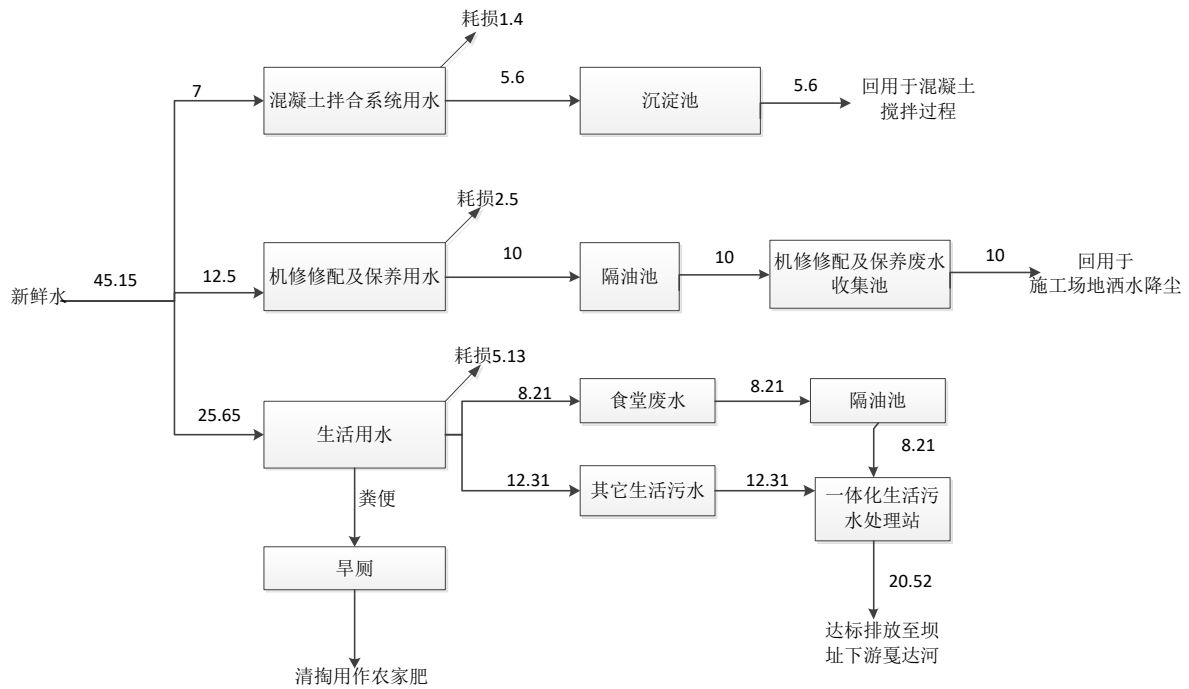 耗损1.4
7
混凝土拌合系统用水
5.6
沉淀池
5.6
回用于混凝土
搅拌过程
耗损2.5
新鲜水
45.15
12.5
机修修配及保养用水
10
隔油池
10
机修修配及保养废水
收集池
10
回用于
施工场地洒水降尘
耗损5.13
25.65
生活用水
8.21
食堂废水
8.21
隔油池
8.21
12.31
其它生活污水
12.31
一体化生活污
水处理站
粪便
旱厕
20.52
清掏用作农家肥
达标排放至坝
址下游戛达河